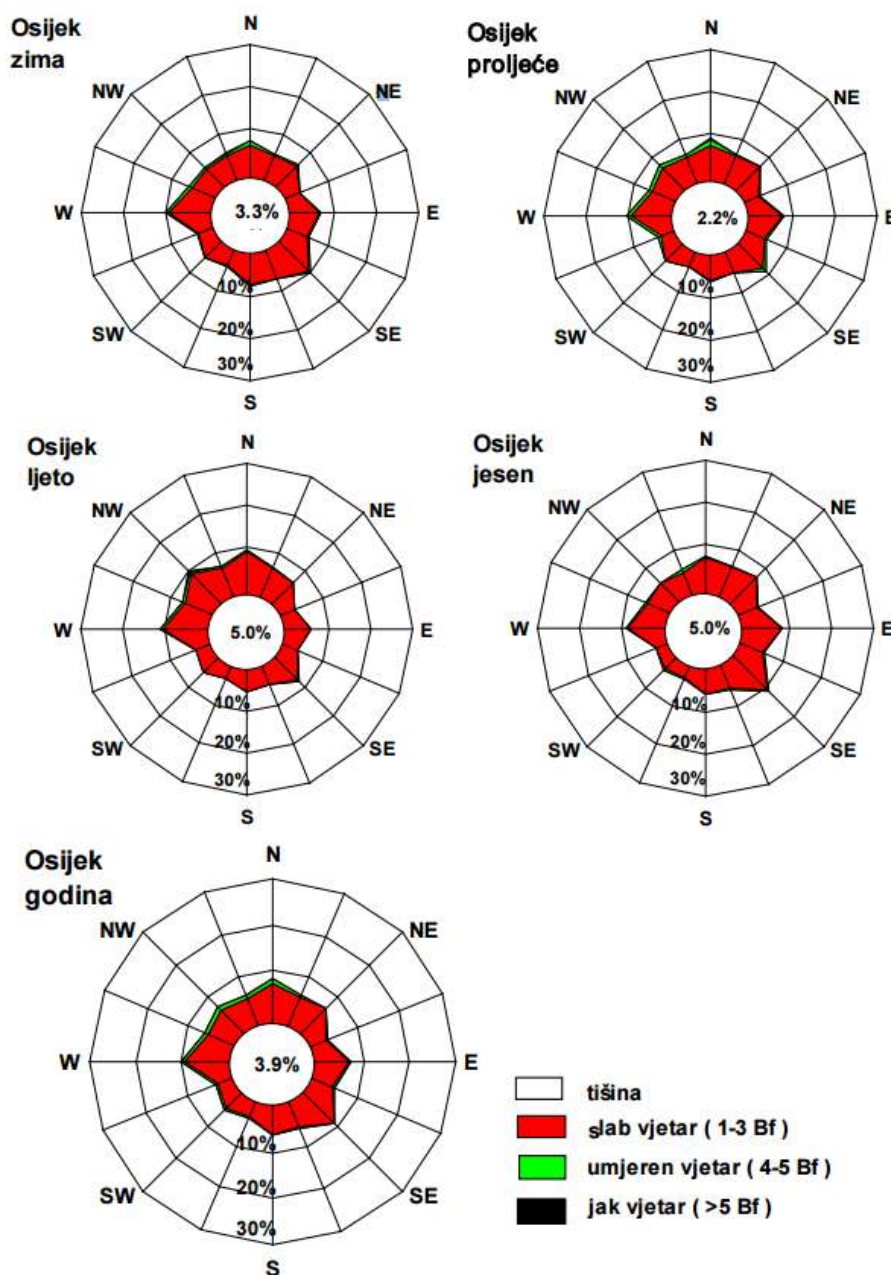 Osijek
zima
N
NE
E
SE
S
SW
W
NW
3.3%
10%
20%
30%
Osijek
proljeće
N
NE
E
SE
S
SW
W
NW
2.2%
10%
20%
30%
Osijek
ljeto
N
NE
E
SE
S
SW
W
NW
5.0%
10%
20%
30%
Osijek
jesen
N
NE
E
SE
S
SW
W
NW
5.0%
10%
20%
30%
Osijek
godina
N
NE
E
SE
S
SW
W
NW
3.9%
10%
20%
30%
tišina
slab vjetar ( 1-3 Bf )
umjeren vjetar ( 4-5 Bf )
jak vjetar ( >5 Bf )